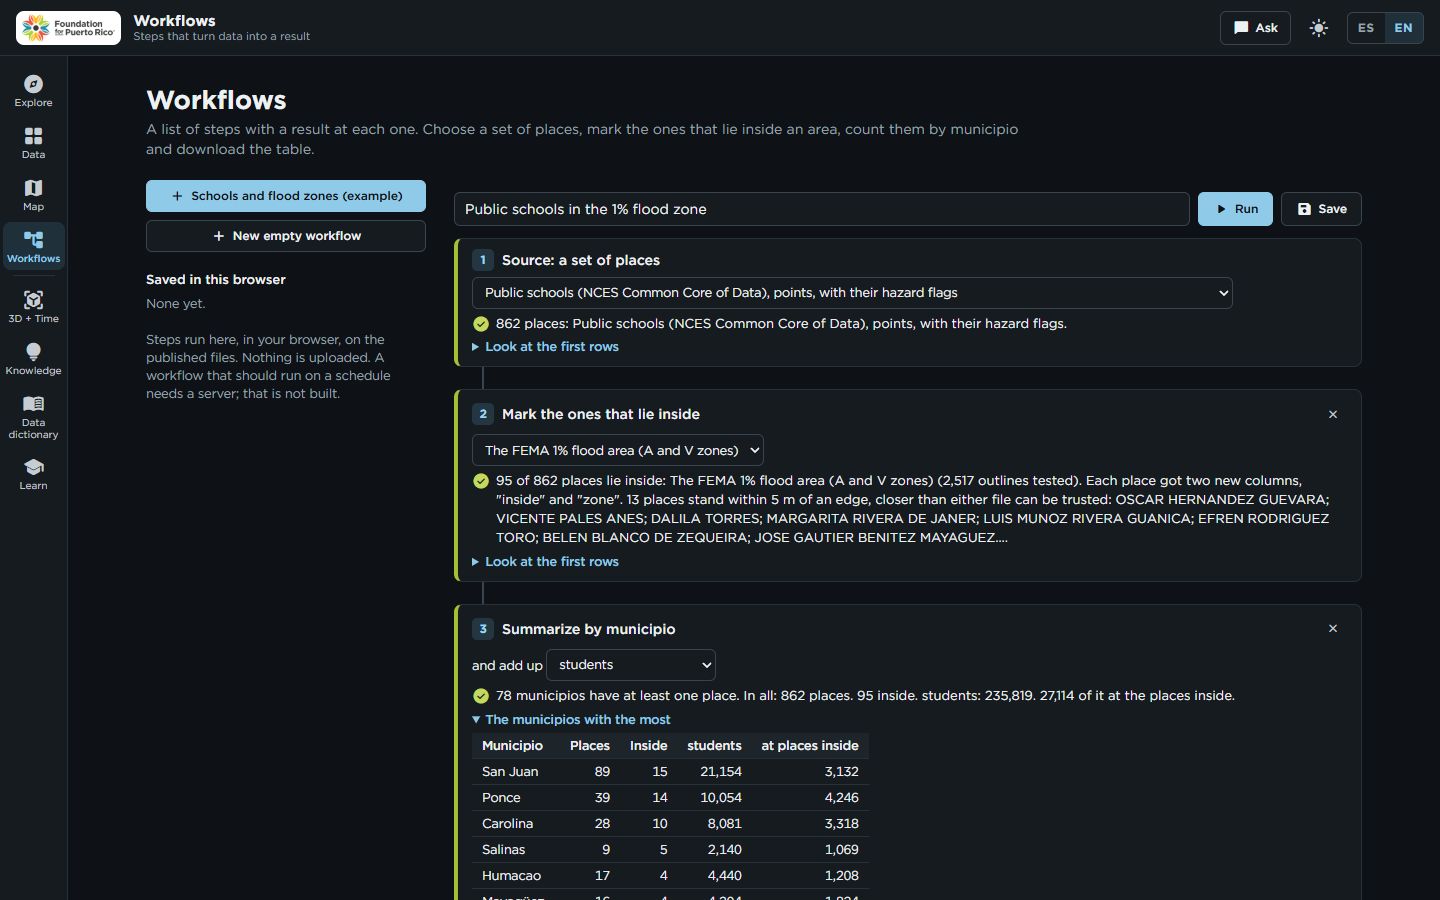 Foundation for Puerto Rico
Workflows
Steps that turn data into a result
Ask
ES
EN
Explore
Data
Map
Workflows
3D + Time
Knowledge
Data dictionary
Learn
Workflows
A list of steps with a result at each one. Choose a set of places, mark the ones that lie inside an area, count them by municipio
and download the table.
+ Schools and flood zones (example)
+ New empty workflow
Saved in this browser
None yet.
Steps run here, in your browser, on the
published files. Nothing is uploaded. A
workflow that should run on a schedule
needs a server; that is not built.
Public schools in the 1% flood zone
Run
Save
1 Source: a set of places
Public schools (NCES Common Core of Data), points, with their hazard flags
862 places: Public schools (NCES Common Core of Data), points, with their hazard flags.
Look at the first rows
2 Mark the ones that lie inside
The FEMA 1% flood area (A and V zones)
95 of 862 places lie inside: The FEMA 1% flood area (A and V zones) (2,517 outlines tested). Each place got two new columns,
"inside" and "zone". 13 places stand within 5 m of an edge, closer than either file can be trusted: OSCAR HERNANDEZ GUEVARA;
VICENTE PALES ANES; DALILA TORRES; MARGARITA RIVERA DE JANER; LUIS MUNOZ RIVERA GUANICA; EFREN RODRIGUEZ
TORO; BELEN BLANCO DE ZEQUEIRA; JOSE GAUTIER BENITEZ MAYAGUEZ....
Look at the first rows
3 Summarize by municipio
and add up students
78 municipios have at least one place. In all: 862 places. 95 inside. students: 235,819. 27,114 of it at the places inside.
The municipios with the most
Municipio Places Inside students at places inside
San Juan 89 15 21,154 3,132
Ponce 39 14 10,054 4,246
Carolina 28 10 8,081 3,318
Salinas 9 5 2,140 1,069
Humacao 17 4 4,440 1,208